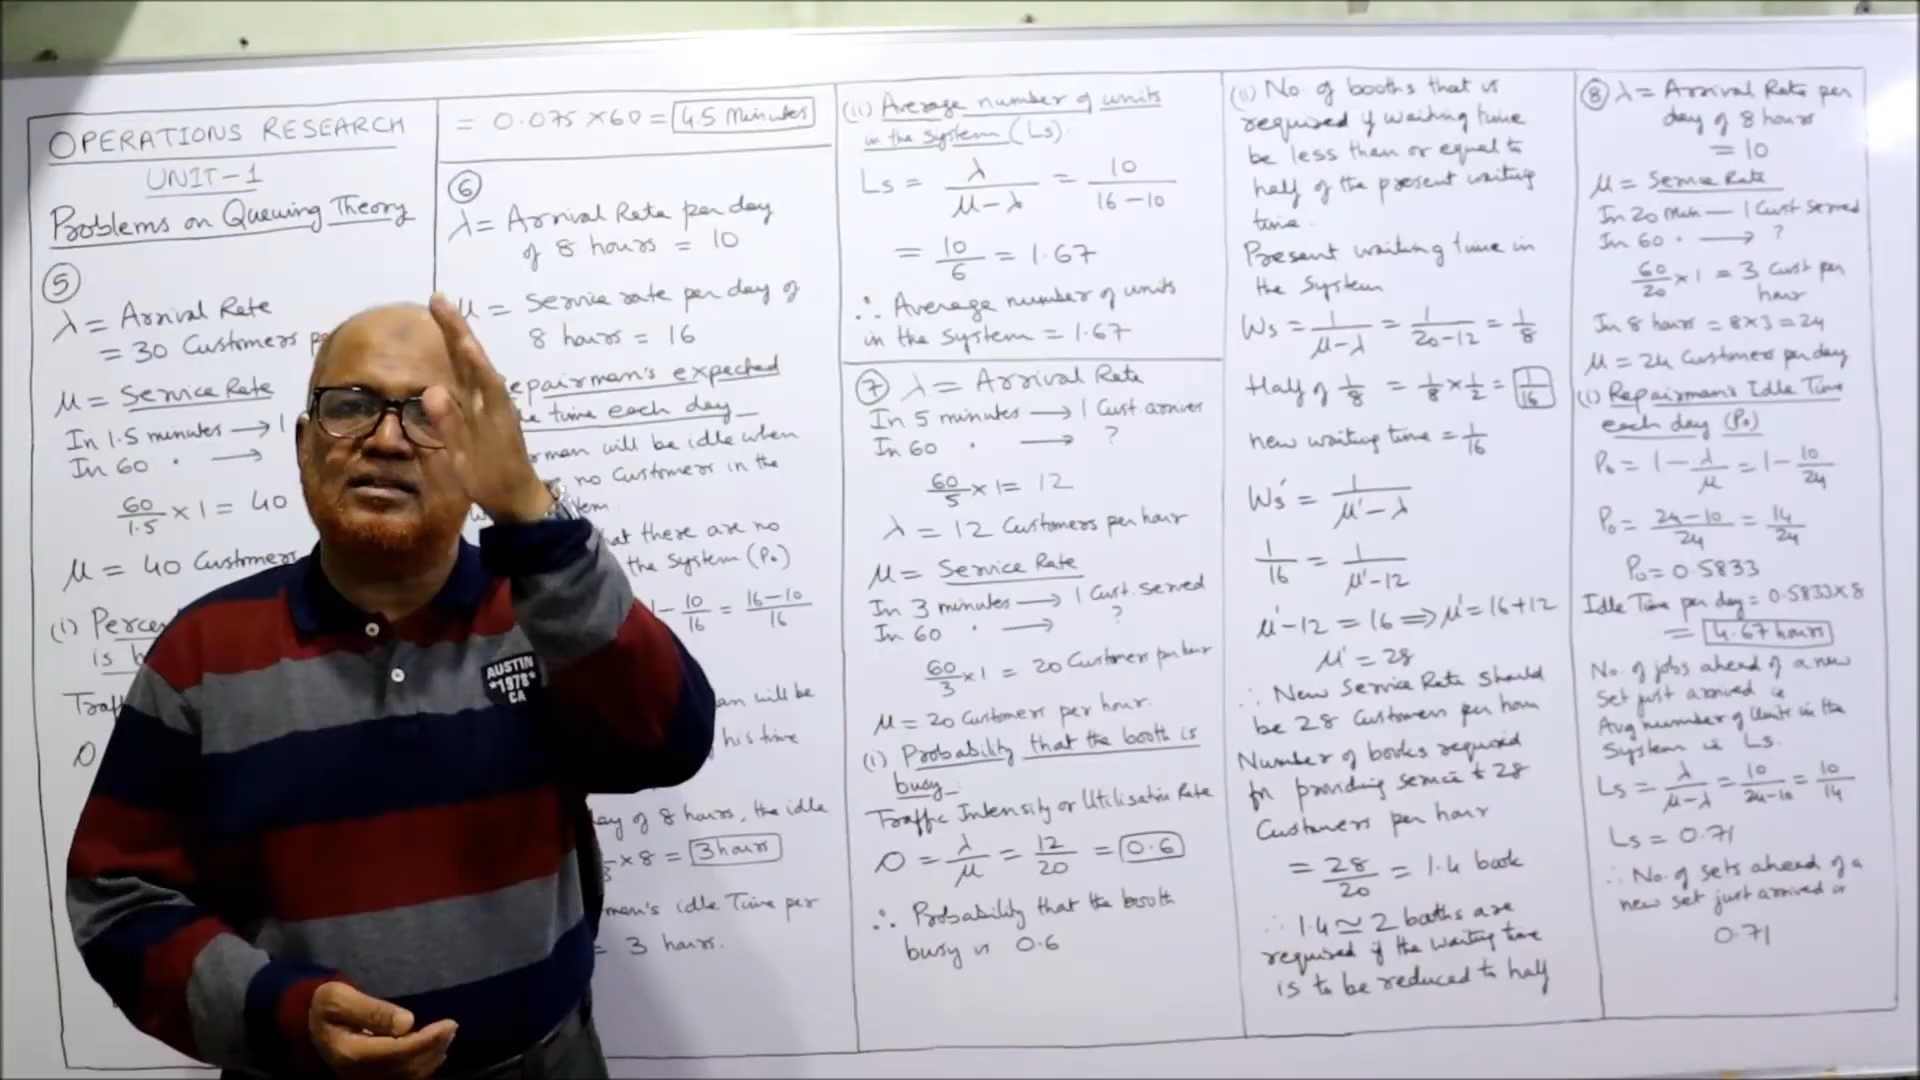 OPERATIONS RESEARCH
UNIT-1
Problems on Queuing Theory
5
λ = Arrival Rate
= 30 Customers
μ = Service Rate
In 1.5 minutes → 1
In 60 " →
60/1.5 × 1 = 40
μ = 40 Customers
(i)
is
= 0.075 × 60 = 4.5 Minutes
6
λ = Arrival Rate per day
of 8 hours = 10
μ = Service rate per day of
8 hours = 16
epairman's expected
time each day
will be idle when
no Customers in the
that there are no
the System (P₀)
1 - 10/16 = 16-10/16
will be
his time
of 8 hours, the idle
× 8 = 3 hours
idle Time per
= 3 hours.
(ii) Average number of units
in the system (Ls).
Ls = λ/μ-λ = 10/16-10
= 10/6 = 1.67
∴ Average number of units
in the system = 1.67
7 λ = Arrival Rate
In 5 minutes → 1 Cust arrives
In 60 " → ?
60/5 × 1 = 12
λ = 12 Customers per hour
μ = Service Rate
In 3 minutes → 1 Cust. served
In 60 " → ?
60/3 × 1 = 20 Customer per hour
μ = 20 Customers per hour.
(i) Probability that the booth is
busy
Traffic Intensity or Utilisation Rate
ρ = λ/μ = 12/20 = 0.6
∴ Probability that the booth
busy is 0.6
(ii) No. of booths that is
required if waiting time
be less than or equal to
half of the present waiting
time.
Present waiting time in
the System
Ws = 1/μ-λ = 1/20-12 = 1/8
Half of 1/8 = 1/8 × 1/2 = 1/16
new waiting time = 1/16
Ws' = 1/μ'-λ
1/16 = 1/μ'-12
μ'-12 = 16 ⇒ μ' = 16+12
μ' = 28
∴ New Service Rate should
be 28 Customers per hour
Number of required
for providing service to 28
Customers per hour
= 28/20 = 1.4
∴ 1.4 ≃ 2 are
required if the waiting time
is to be reduced to half
8 λ = Arrival Rate per
day of 8 hours
= 10
μ = Service Rate
In 20 min — 1 Cust served
In 60 " → ?
60/20 × 1 = 3 Cust per
hour
In 8 hours = 8×3 = 24
μ = 24 Customers per day
(i) Repairman's Idle Time
each day (P₀)
P₀ = 1 - λ/μ = 1 - 10/24
P₀ = 24-10/24 = 14/24
P₀ = 0.5833
Idle Time per day = 0.5833 × 8
= 4.67 hours
No. of jobs ahead of a new
set just arrived ie
Avg number of Units in the
System ie Ls.
Ls = λ/μ-λ = 10/24-10 = 10/14
Ls = 0.71
∴ No. of sets ahead of a
new set just arrived is
0.71
AUSTIN
*1978*
CA